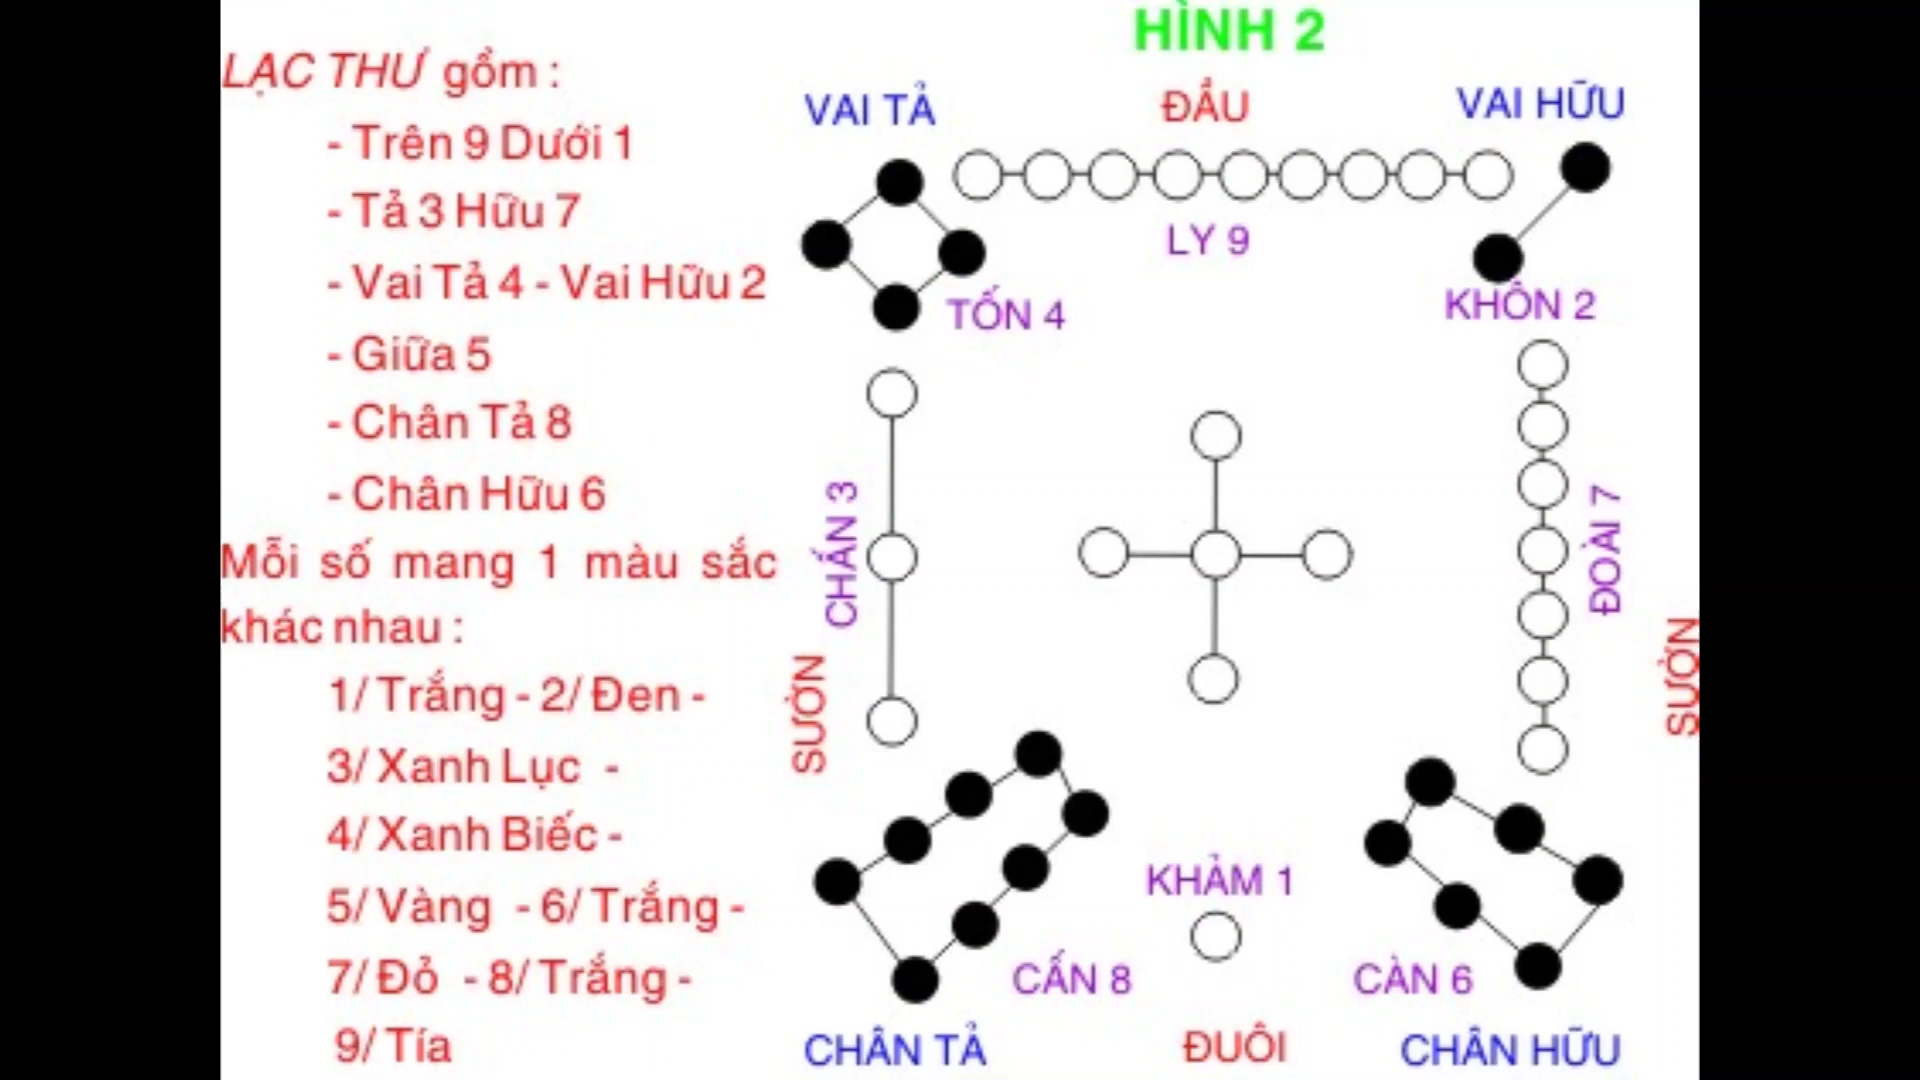 LẠC THƯ gồm :
- Trên 9 Dưới 1
- Tả 3 Hữu 7
- Vai Tả 4 - Vai Hữu 2
- Giữa 5
- Chân Tả 8
- Chân Hữu 6
Mỗi số mang 1 màu sắc
khác nhau :
1/ Trắng - 2/ Đen -
3/ Xanh Lục -
4/ Xanh Biếc -
5/ Vàng - 6/ Trắng -
7/ Đỏ - 8/ Trắng -
9/ Tía
HÌNH 2
VAI TẢ
ĐẦU
VAI HỮU
LY 9
TỐN 4
KHÔN 2
CHẤN 3
ĐOÀI 7
SƯỜN
SƯỜN
KHẢM 1
CẤN 8
CÀN 6
CHÂN TẢ
ĐUÔI
CHÂN HỮU